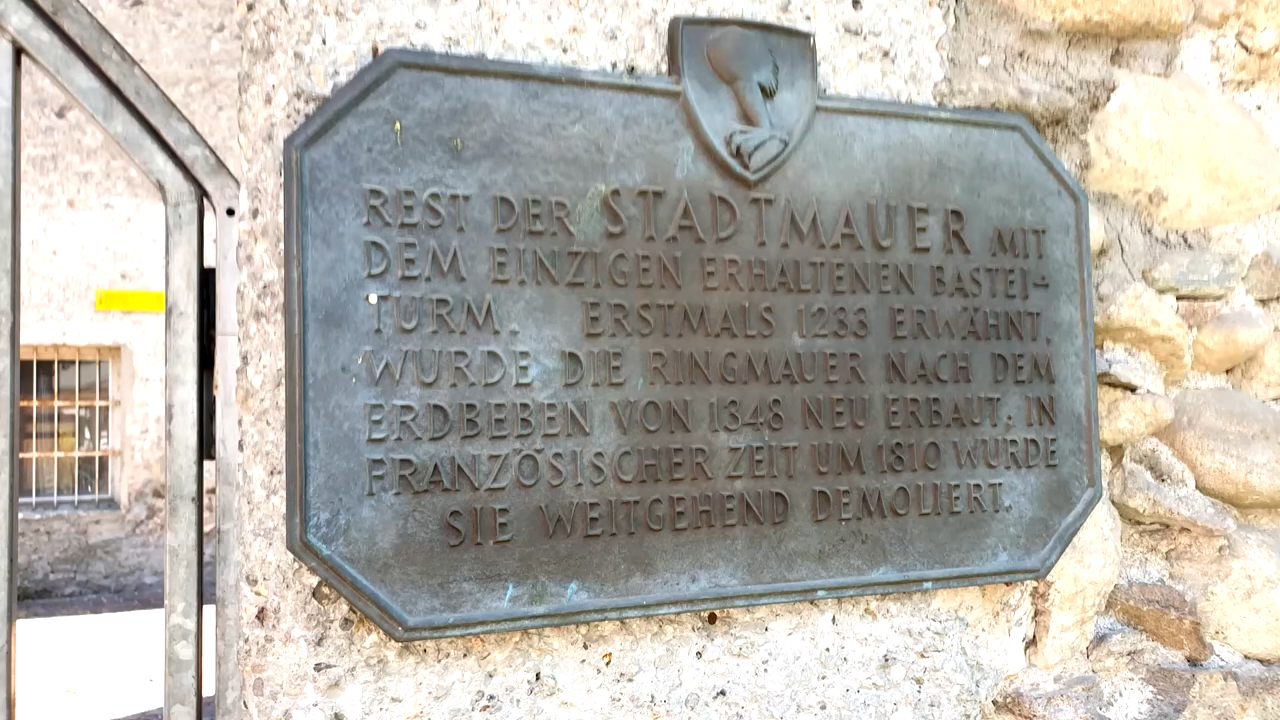 REST DER STADTMAUER MIT
DEM EINZIGEN ERHALTENEN BASTEI-
TURM. ERSTMALS 1233 ERWÄHNT,
WURDE DIE RINGMAUER NACH DEM
ERDBEBEN VON 1348 NEU ERBAUT; IN
FRANZÖSISCHER ZEIT UM 1810 WURDE
SIE WEITGEHEND DEMOLIERT.